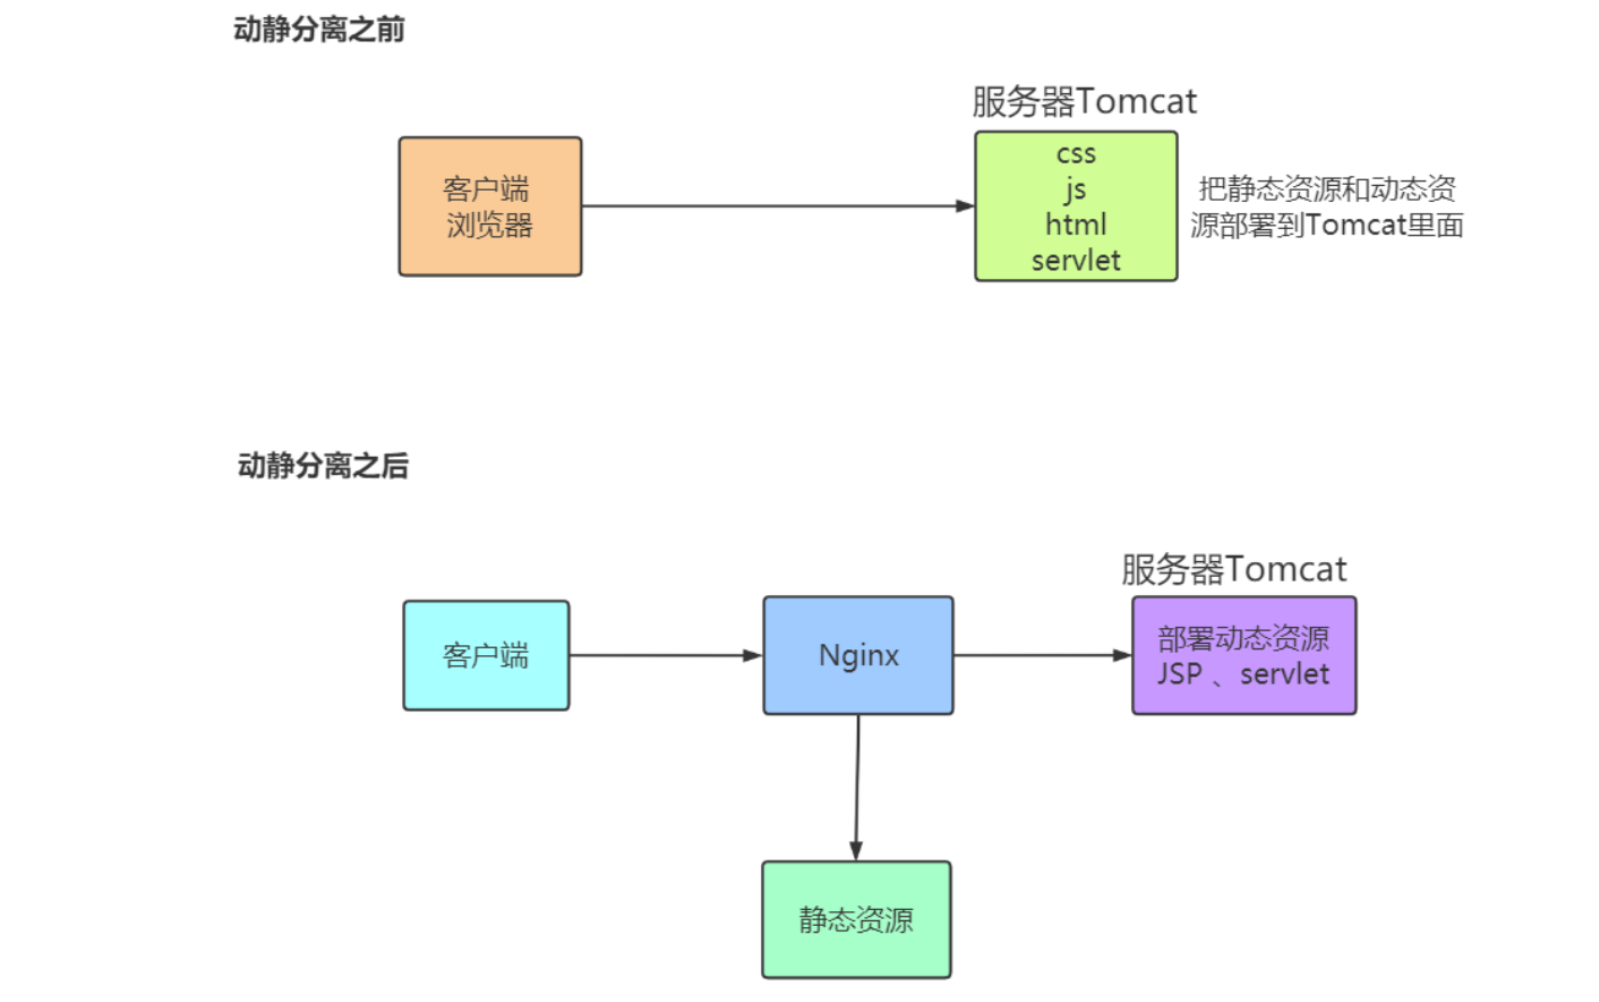 动静分离之前
服务器Tomcat
客户端
浏览器
css
js
html
servlet
把静态资源和动态资
源部署到Tomcat里面
动静分离之后
服务器Tomcat
客户端
Nginx
部署动态资源
JSP 、servlet
静态资源